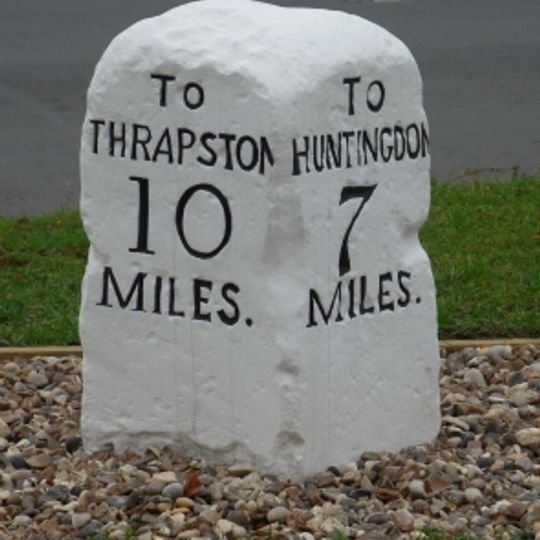 To
THRAPSTON
10
MILES.
TO
HUNTINGDON
7
MILES.